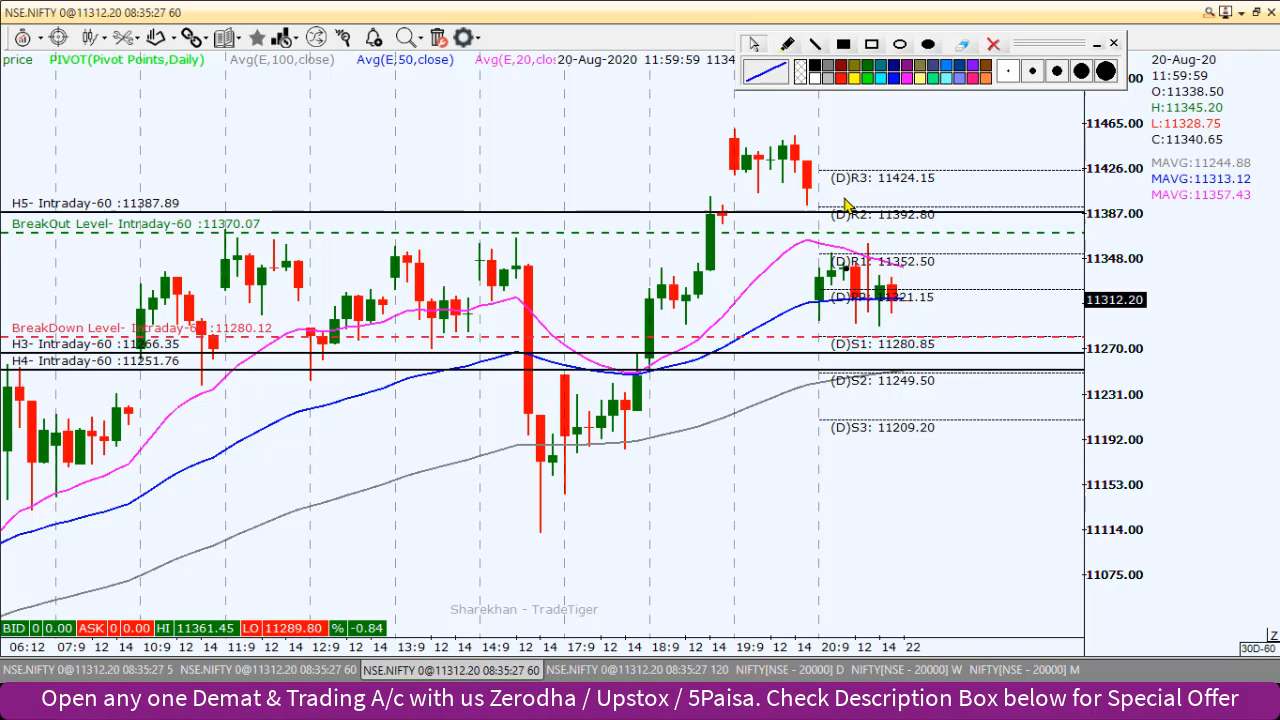 NSE.NIFTY 0@11312.20 08:35:27 60
price PIVOT(Pivot Points,Daily) Avg(E,100,close) Avg(E,50,close) Avg(E,20,clos 20-Aug-2020 11:59:59 1134
20-Aug-20
11:59:59
O:11338.50
H:11345.20
L:11328.75
C:11340.65
MAVG:11244.88
MAVG:11313.12
MAVG:11357.43
11465.00
11426.00
11387.00
11348.00
11312.20
11270.00
11231.00
11192.00
11153.00
11114.00
11075.00
(D)R3: 11424.15
H5- Intraday-60 :11387.89
(D)R2: 11392.80
BreakOut Level- Intraday-60 :11370.07
(D)R1: 11352.50
11321.15
BreakDown Level- Intraday-6 :11280.12
H3- Intraday-60 :11266.35
(D)S1: 11280.85
H4- Intraday-60 :11251.76
(D)S2: 11249.50
(D)S3: 11209.20
Sharekhan - TradeTiger
BID 0 0.00 ASK 0 0.00 HI 11361.45 LO 11289.80 % -0.84
06:12 07:9 12 14 10:9 12 14 11:9 12 14 12:9 12 14 13:9 12 14 14:9 12 14 17:9 12 14 18:9 12 14 19:9 12 14 20:9 12 14 22
Z
30D-60
NSE.NIFTY 0@11312.20 08:35:27 5 NSE.NIFTY 0@11312.20 08:35:27 60 NSE.NIFTY 0@11312.20 08:35:27 60 NSE.NIFTY 0@11312.20 08:35:27 120 NIFTY[NSE - 20000] D NIFTY[NSE - 20000] W NIFTY[NSE - 20000] M
Open any one Demat & Trading A/c with us Zerodha / Upstox / 5Paisa. Check Description Box below for Special Offer